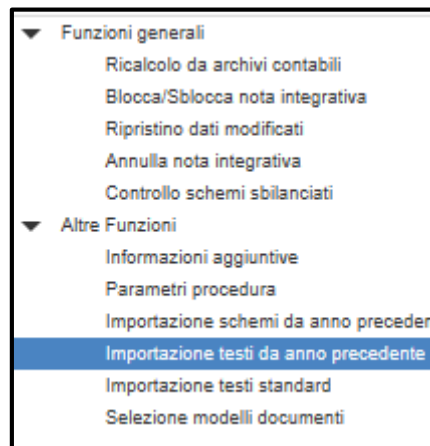 Funzioni generali
Ricalcolo da archivi contabili
Blocca/Sblocca nota integrativa
Ripristino dati modificati
Annulla nota integrativa
Controllo schemi sbilanciati
Altre Funzioni
Informazioni aggiuntive
Parametri procedura
Importazione schemi da anno
Importazione testi da anno precedente
Importazione testi standard
Selezione modelli documenti